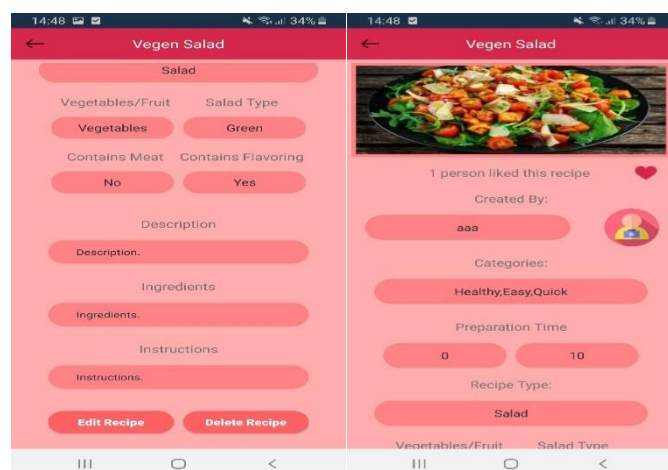 14:48 34%
Vegen Salad
Salad
Vegetables/Fruit Salad Type
Vegetables Green
Contains Meat Contains Flavoring
No Yes
Description
Description.
Ingredients
Ingredients.
Instructions
Instructions.
Edit Recipe Delete Recipe
14:48 34%
Vegen Salad
1 person liked this recipe
Created By:
aaa
Categories:
Healthy,Easy,Quick
Preparation Time
0 10
Recipe Type:
Salad
Vegetables/Fruit Salad Type